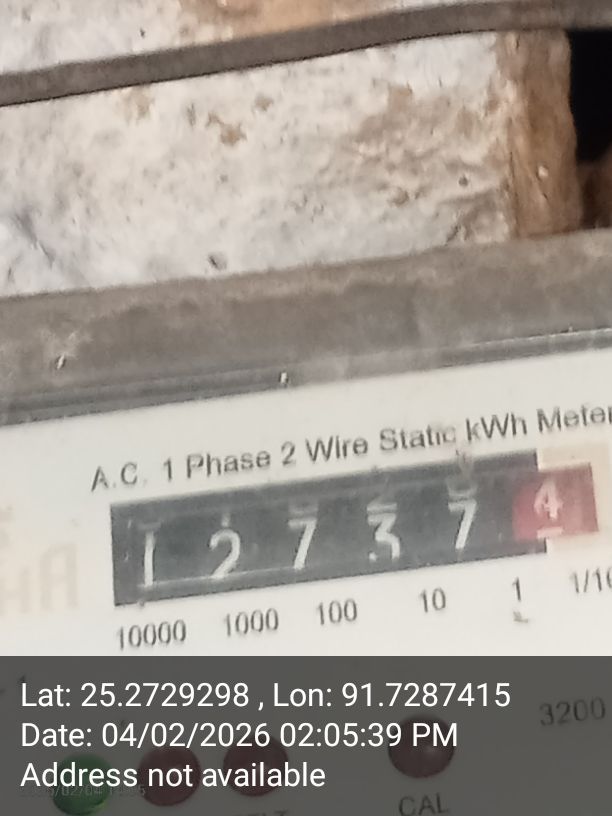 A.C. 1 Phase 2 Wire Static kWh Meter
1 2 7 3 7 4
10000 1000 100 10 1 1/10
3200
Lat: 25.2729298 , Lon: 91.7287415
Date: 04/02/2026 02:05:39 PM
Address not available
CAL